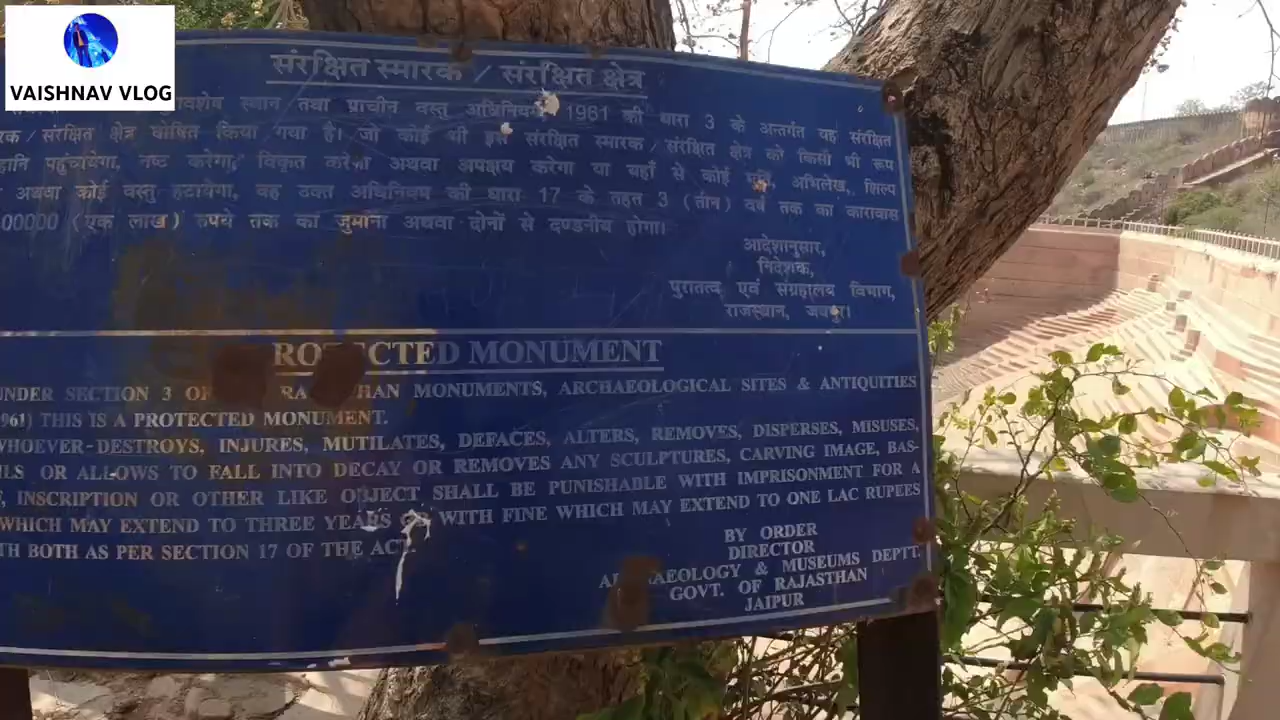 VAISHNAV VLOG
संरक्षित स्मारक / संरक्षित क्षेत्र
स्थान तथा प्राचीन वस्तु अधिनियम 1961 की धारा 3 के अन्तर्गत यह संरक्षित
/ संरक्षित क्षेत्र घोषित किया गया है। जो कोई भी इस संरक्षित स्मारक / संरक्षित क्षेत्र को किसी भी रूप
हानि पहुंचायेगा, नष्ट करेगा, विकृत करेगा अथवा अपक्षय करेगा या यहाँ से कोई मूर्ति, अभिलेख, शिल्प
अथवा कोई वस्तु हटायेगा, वह उक्त अधिनियम की धारा 17 के तहत 3 (तीन) वर्ष तक का कारावास
00000 (एक लाख) रुपये तक का जुर्माना अथवा दोनों से दण्डनीय होगा।
आदेशानुसार,
निदेशक,
पुरातत्व एवं संग्रहालय विभाग,
राजस्थान, जयपुर।
ROTECTED MONUMENT
UNDER SECTION 3 OF RA HAN MONUMENTS, ARCHAEOLOGICAL SITES & ANTIQUITIES
961) THIS IS A PROTECTED MONUMENT.
WHOEVER-DESTROYS, INJURES, MUTILATES, DEFACES, ALTERS, REMOVES, DISPERSES, MISUSES,
ILS OR ALLOWS TO FALL INTO DECAY OR REMOVES ANY SCULPTURES, CARVING IMAGE, BAS-
, INSCRIPTION OR OTHER LIKE OBJECT SHALL BE PUNISHABLE WITH IMPRISONMENT FOR A
WHICH MAY EXTEND TO THREE YEARS OR WITH FINE WHICH MAY EXTEND TO ONE LAC RUPEES
TH BOTH AS PER SECTION 17 OF THE ACT.
BY ORDER
DIRECTOR
ARCHAEOLOGY & MUSEUMS DEPTT.
GOVT. OF RAJASTHAN
JAIPUR